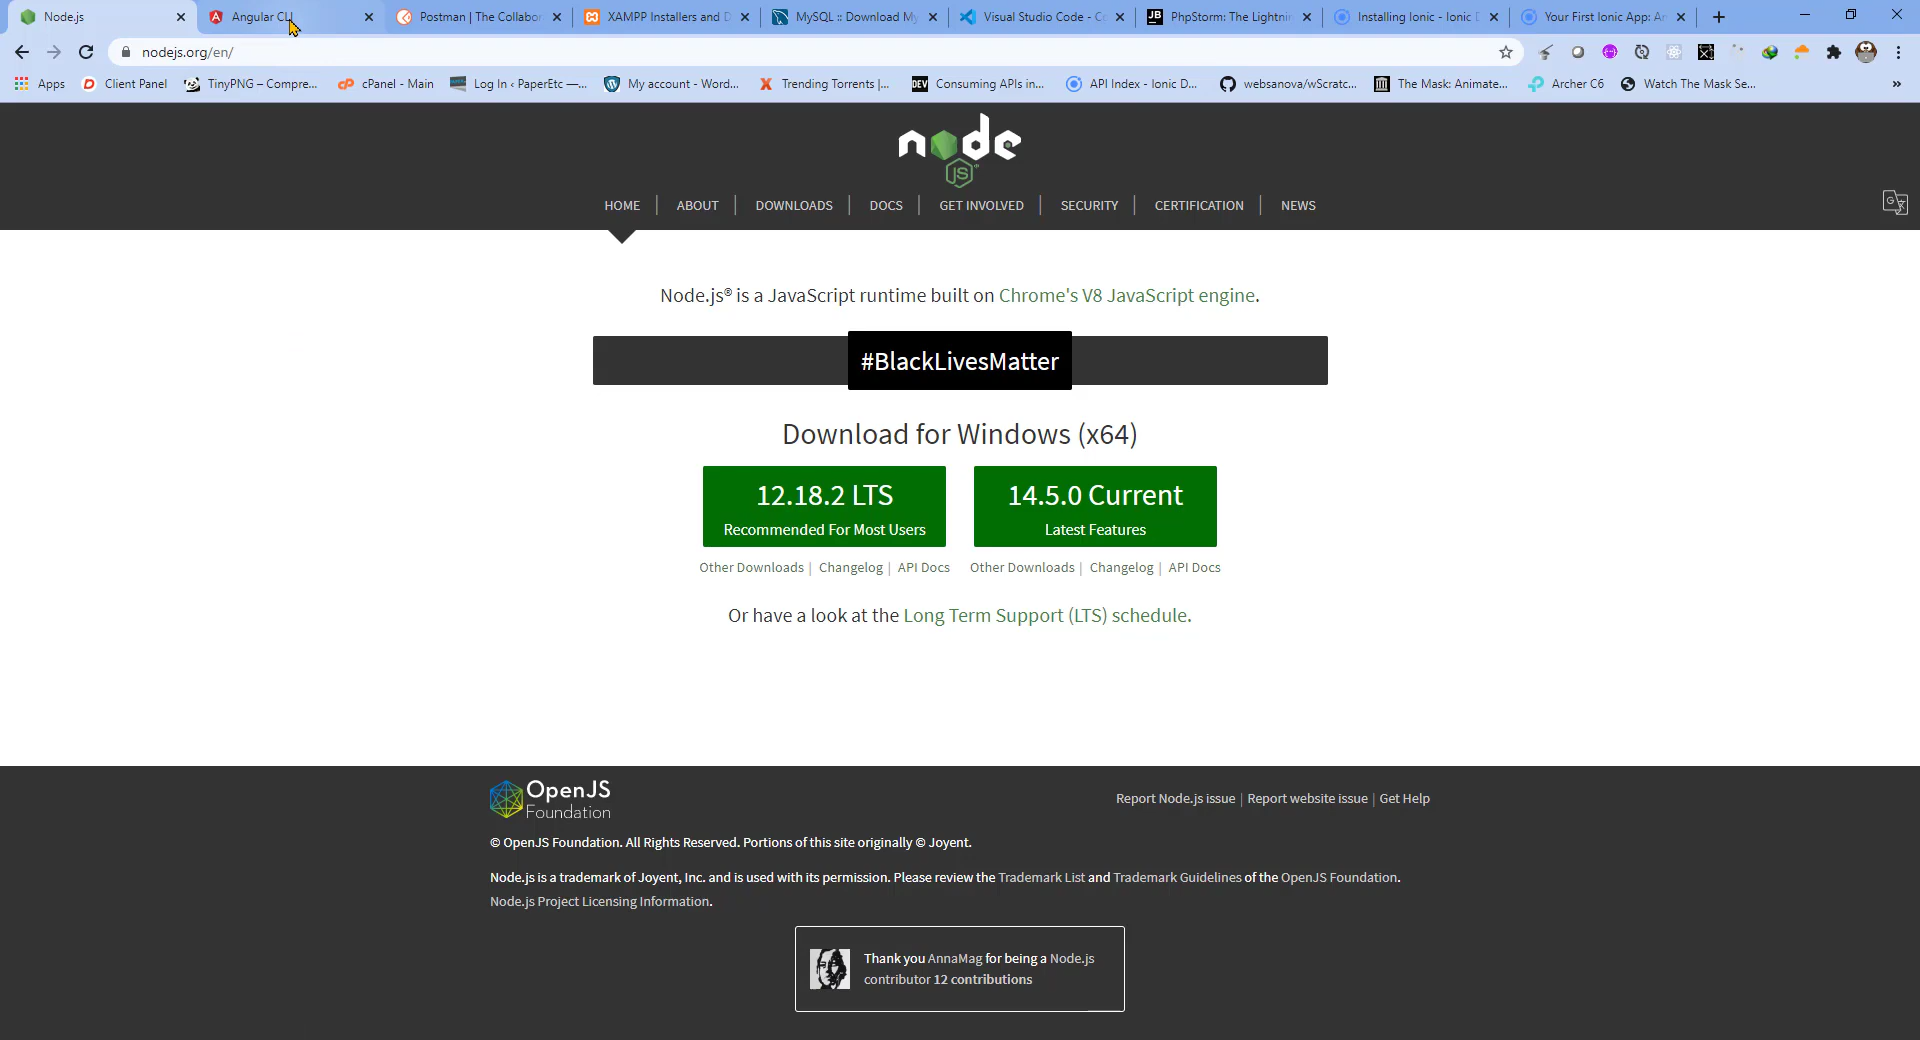 Node.js
Angular CLI
Postman | The Collabor
XAMPP Installers and D
MySQL :: Download My
Visual Studio Code - Co
PhpStorm: The Lightnin
Installing Ionic - Ionic D
Your First Ionic App: An
nodejs.org/en/
Apps
Client Panel
TinyPNG – Compre...
cPanel - Main
Log In ‹ PaperEtc —...
My account - Word...
Trending Torrents |...
DEV
Consuming APIs in...
API Index - Ionic D...
websanova/wScratc...
The Mask: Animate...
Archer C6
Watch The Mask Se...
»
node
JS
HOME
ABOUT
DOWNLOADS
DOCS
GET INVOLVED
SECURITY
CERTIFICATION
NEWS
Node.js® is a JavaScript runtime built on Chrome's V8 JavaScript engine.
#BlackLivesMatter
Download for Windows (x64)
12.18.2 LTS
Recommended For Most Users
14.5.0 Current
Latest Features
Other Downloads | Changelog | API Docs
Other Downloads | Changelog | API Docs
Or have a look at the Long Term Support (LTS) schedule.
OpenJS
Foundation
Report Node.js issue | Report website issue | Get Help
© OpenJS Foundation. All Rights Reserved. Portions of this site originally © Joyent.
Node.js is a trademark of Joyent, Inc. and is used with its permission. Please review the Trademark List and Trademark Guidelines of the OpenJS Foundation.
Node.js Project Licensing Information.
Thank you AnnaMag for being a Node.js
contributor 12 contributions